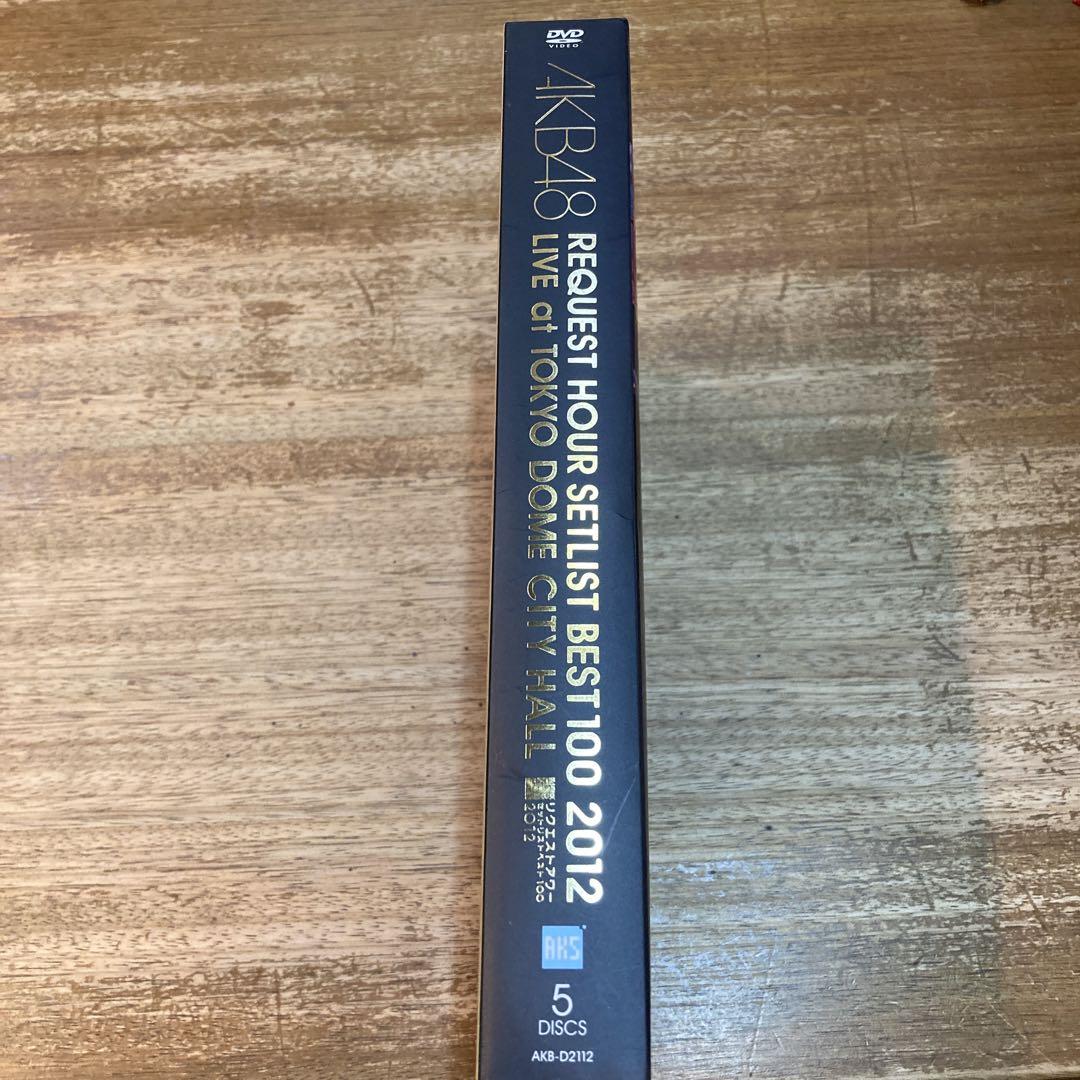 DVD
VIDEO
AKB48
REQUEST HOUR SETLIST BEST 100 2012
LIVE at TOKYO DOME CITY HALL
リクエストアワー
セットリストベスト100
2012
AKS
5
DISCS
AKB-D2112